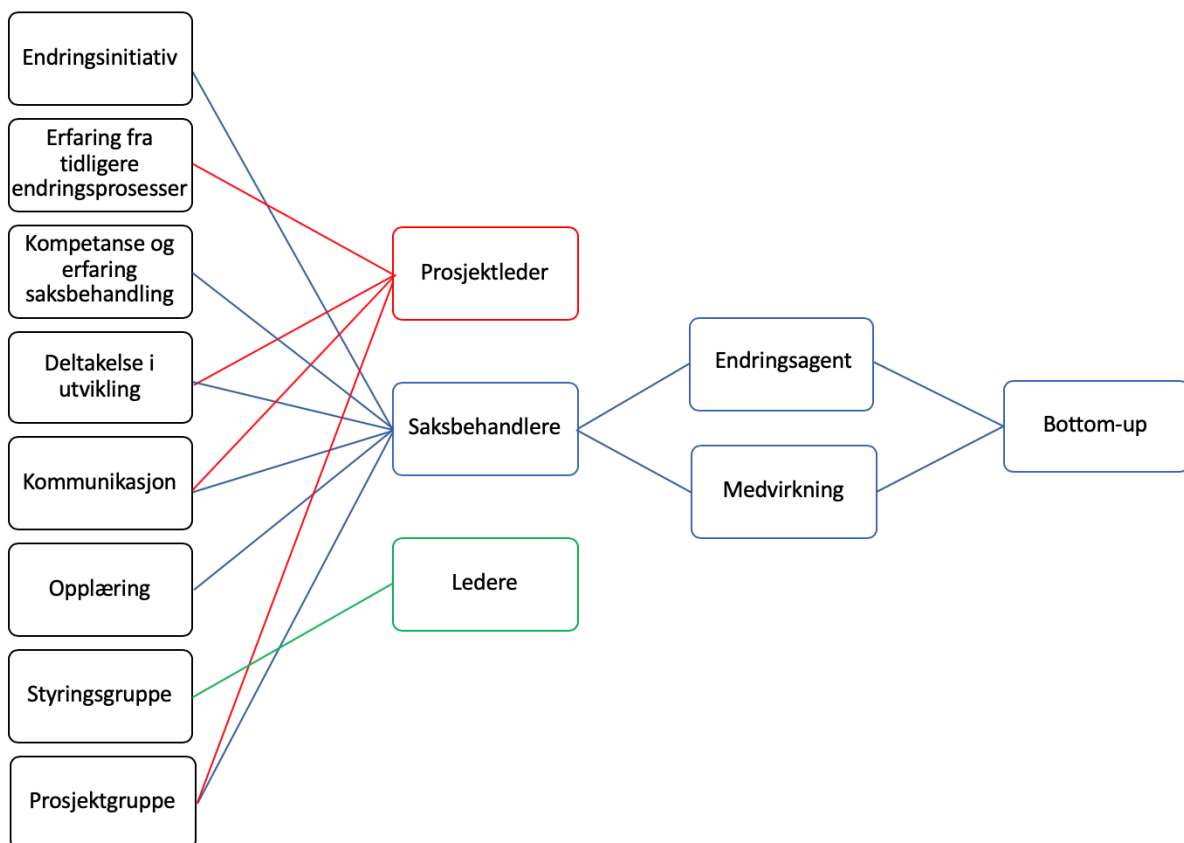 Endringsinitiativ
Erfaring fra
tidligere
endringsprosesser
Kompetanse og
erfaring
saksbehandling
Deltakelse i
utvikling
Kommunikasjon
Opplæring
Styringsgruppe
Prosjektgruppe
Prosjektleder
Saksbehandlere
Ledere
Endringsagent
Medvirkning
Bottom-up